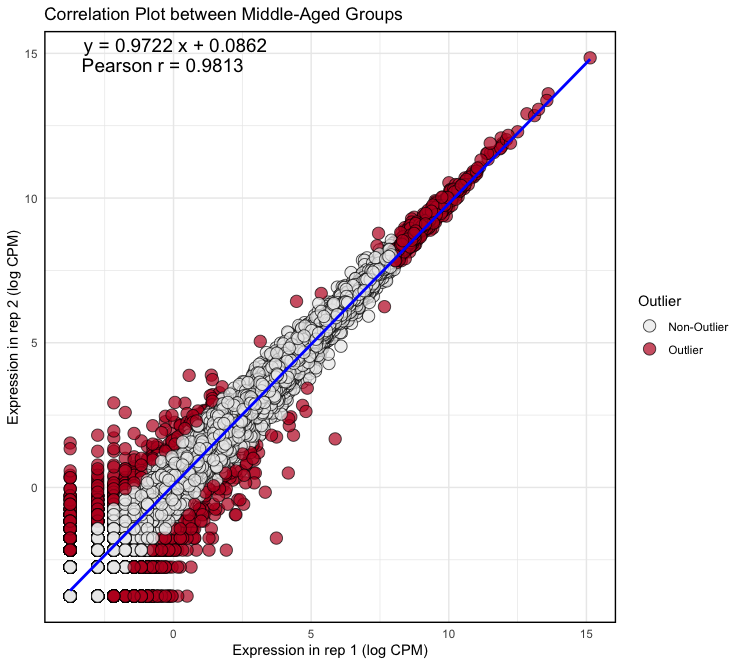 Correlation Plot between Middle-Aged Groups
y = 0.9722 x + 0.0862
Pearson r = 0.9813
15
10
5
0
Expression in rep 2 (log CPM)
0
5
10
15
Expression in rep 1 (log CPM)
Outlier
Non-Outlier
Outlier